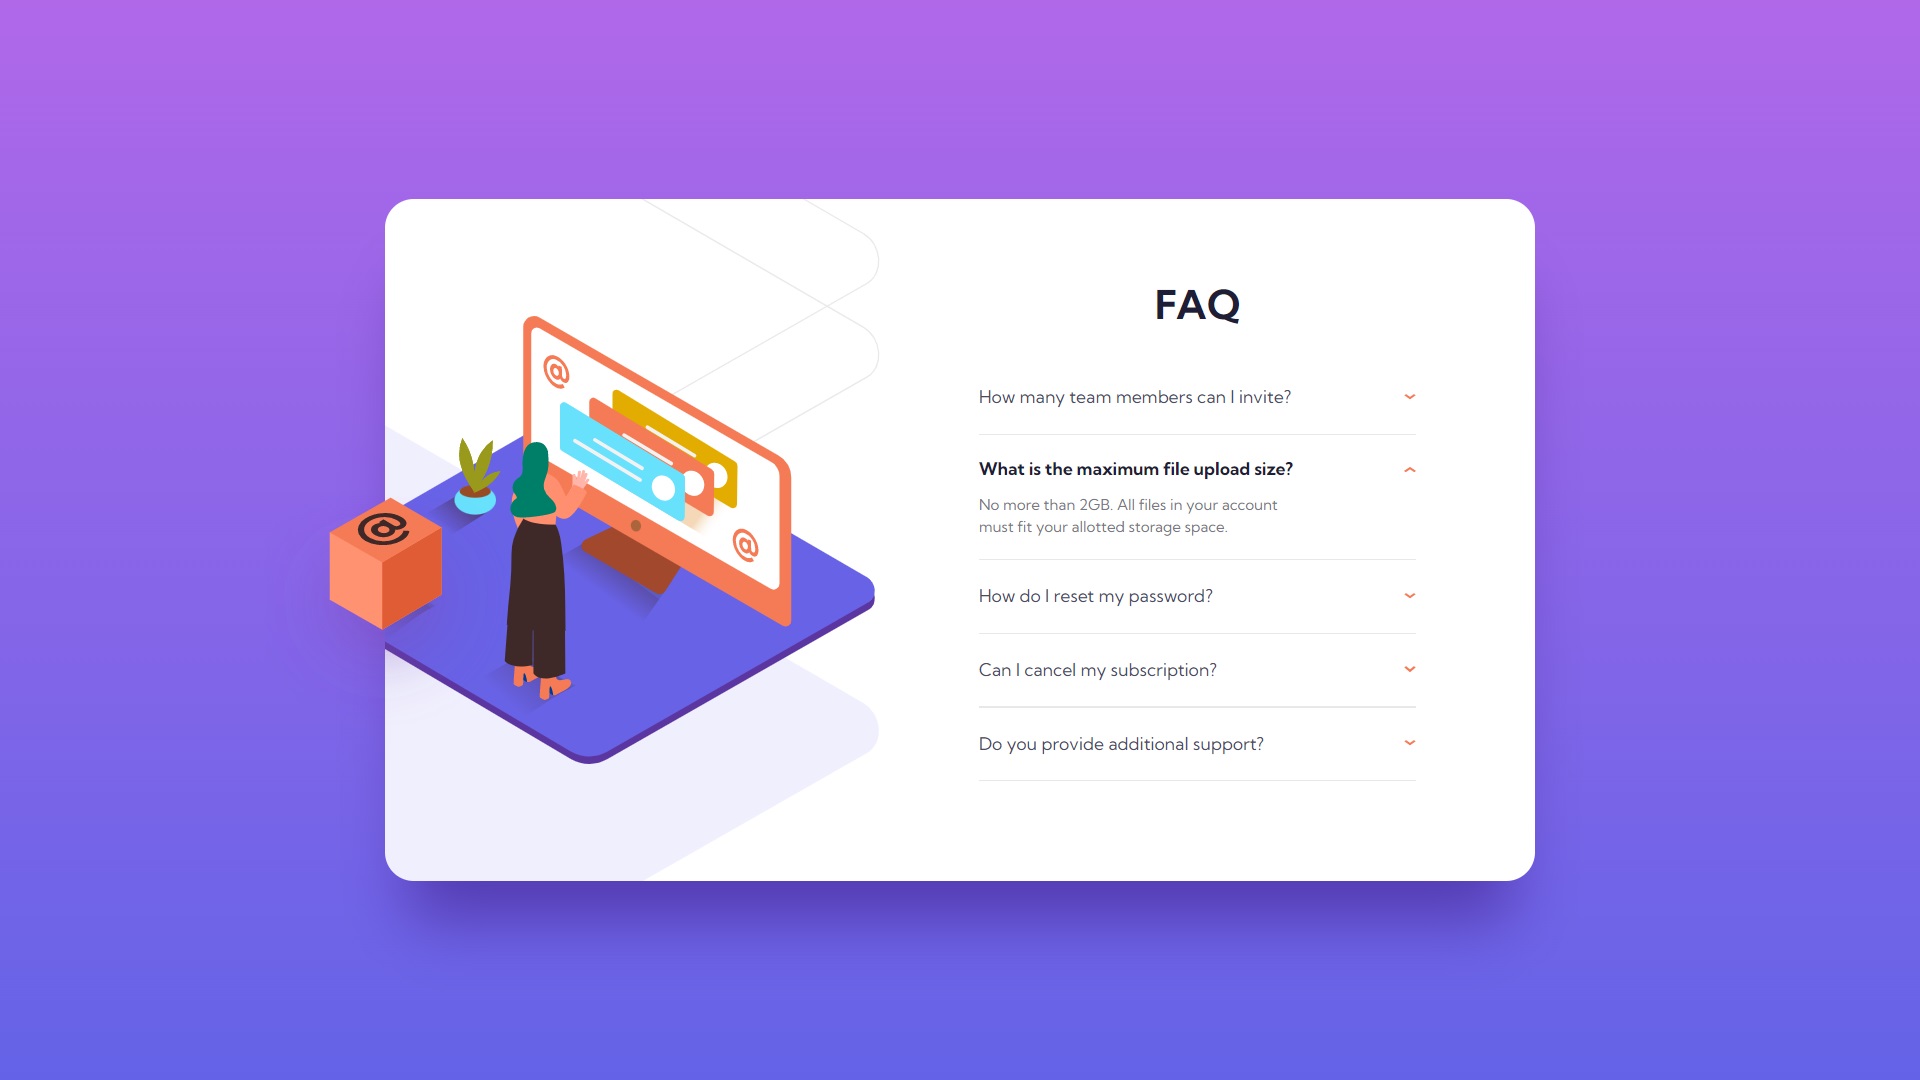 FAQ
How many team members can I invite?
What is the maximum file upload size?
No more than 2GB. All files in your account
must fit your allotted storage space.
How do I reset my password?
Can I cancel my subscription?
Do you provide additional support?
@
@
@